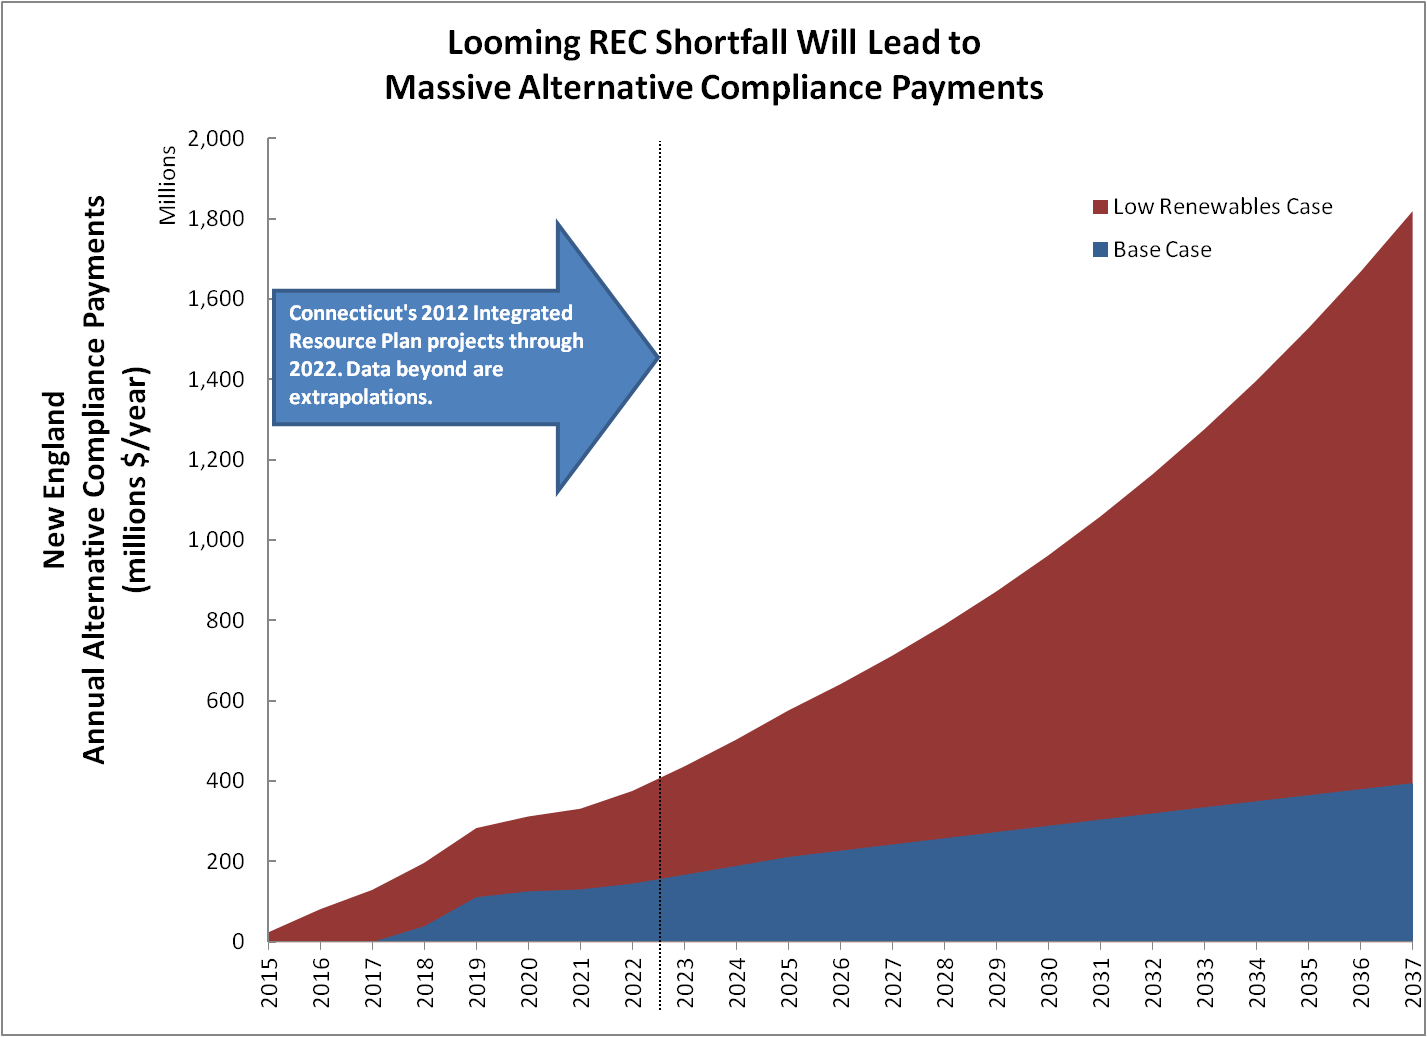 Looming REC Shortfall Will Lead to
Massive Alternative Compliance Payments
New England
Annual Alternative Compliance Payments
(millions $/year)
Millions
2,000
1,800
1,600
1,400
1,200
1,000
800
600
400
200
0
Connecticut's 2012 Integrated
Resource Plan projects through
2022. Data beyond are
extrapolations.
Low Renewables Case
Base Case
2015
2016
2017
2018
2019
2020
2021
2022
2023
2024
2025
2026
2027
2028
2029
2030
2031
2032
2033
2034
2035
2036
2037